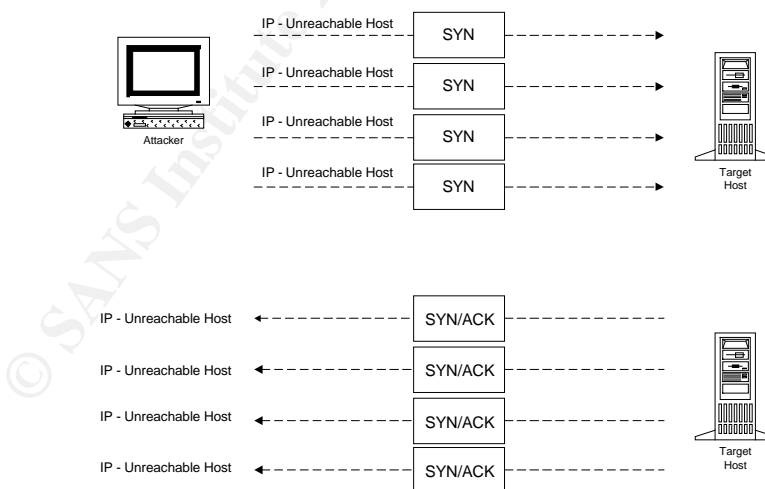 IP - Unreachable Host
SYN
IP - Unreachable Host
SYN
IP - Unreachable Host
SYN
IP - Unreachable Host
SYN
Attacker
Target
Host
IP - Unreachable Host
SYN/ACK
IP - Unreachable Host
SYN/ACK
IP - Unreachable Host
SYN/ACK
IP - Unreachable Host
SYN/ACK
Target
Host
© SANS Institute